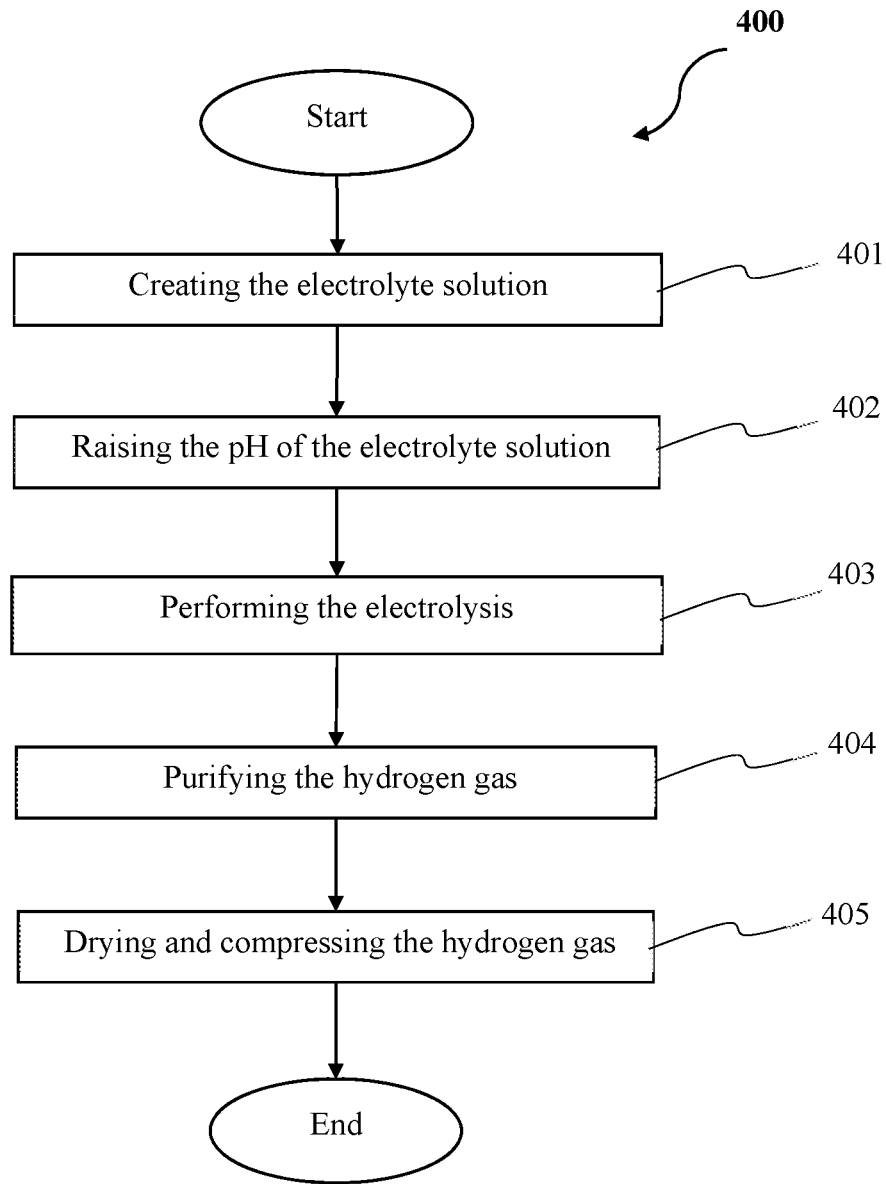 400
Start
Creating the electrolyte solution
401
Raising the pH of the electrolyte solution
402
Performing the electrolysis
403
Purifying the hydrogen gas
404
Drying and compressing the hydrogen gas
405
End